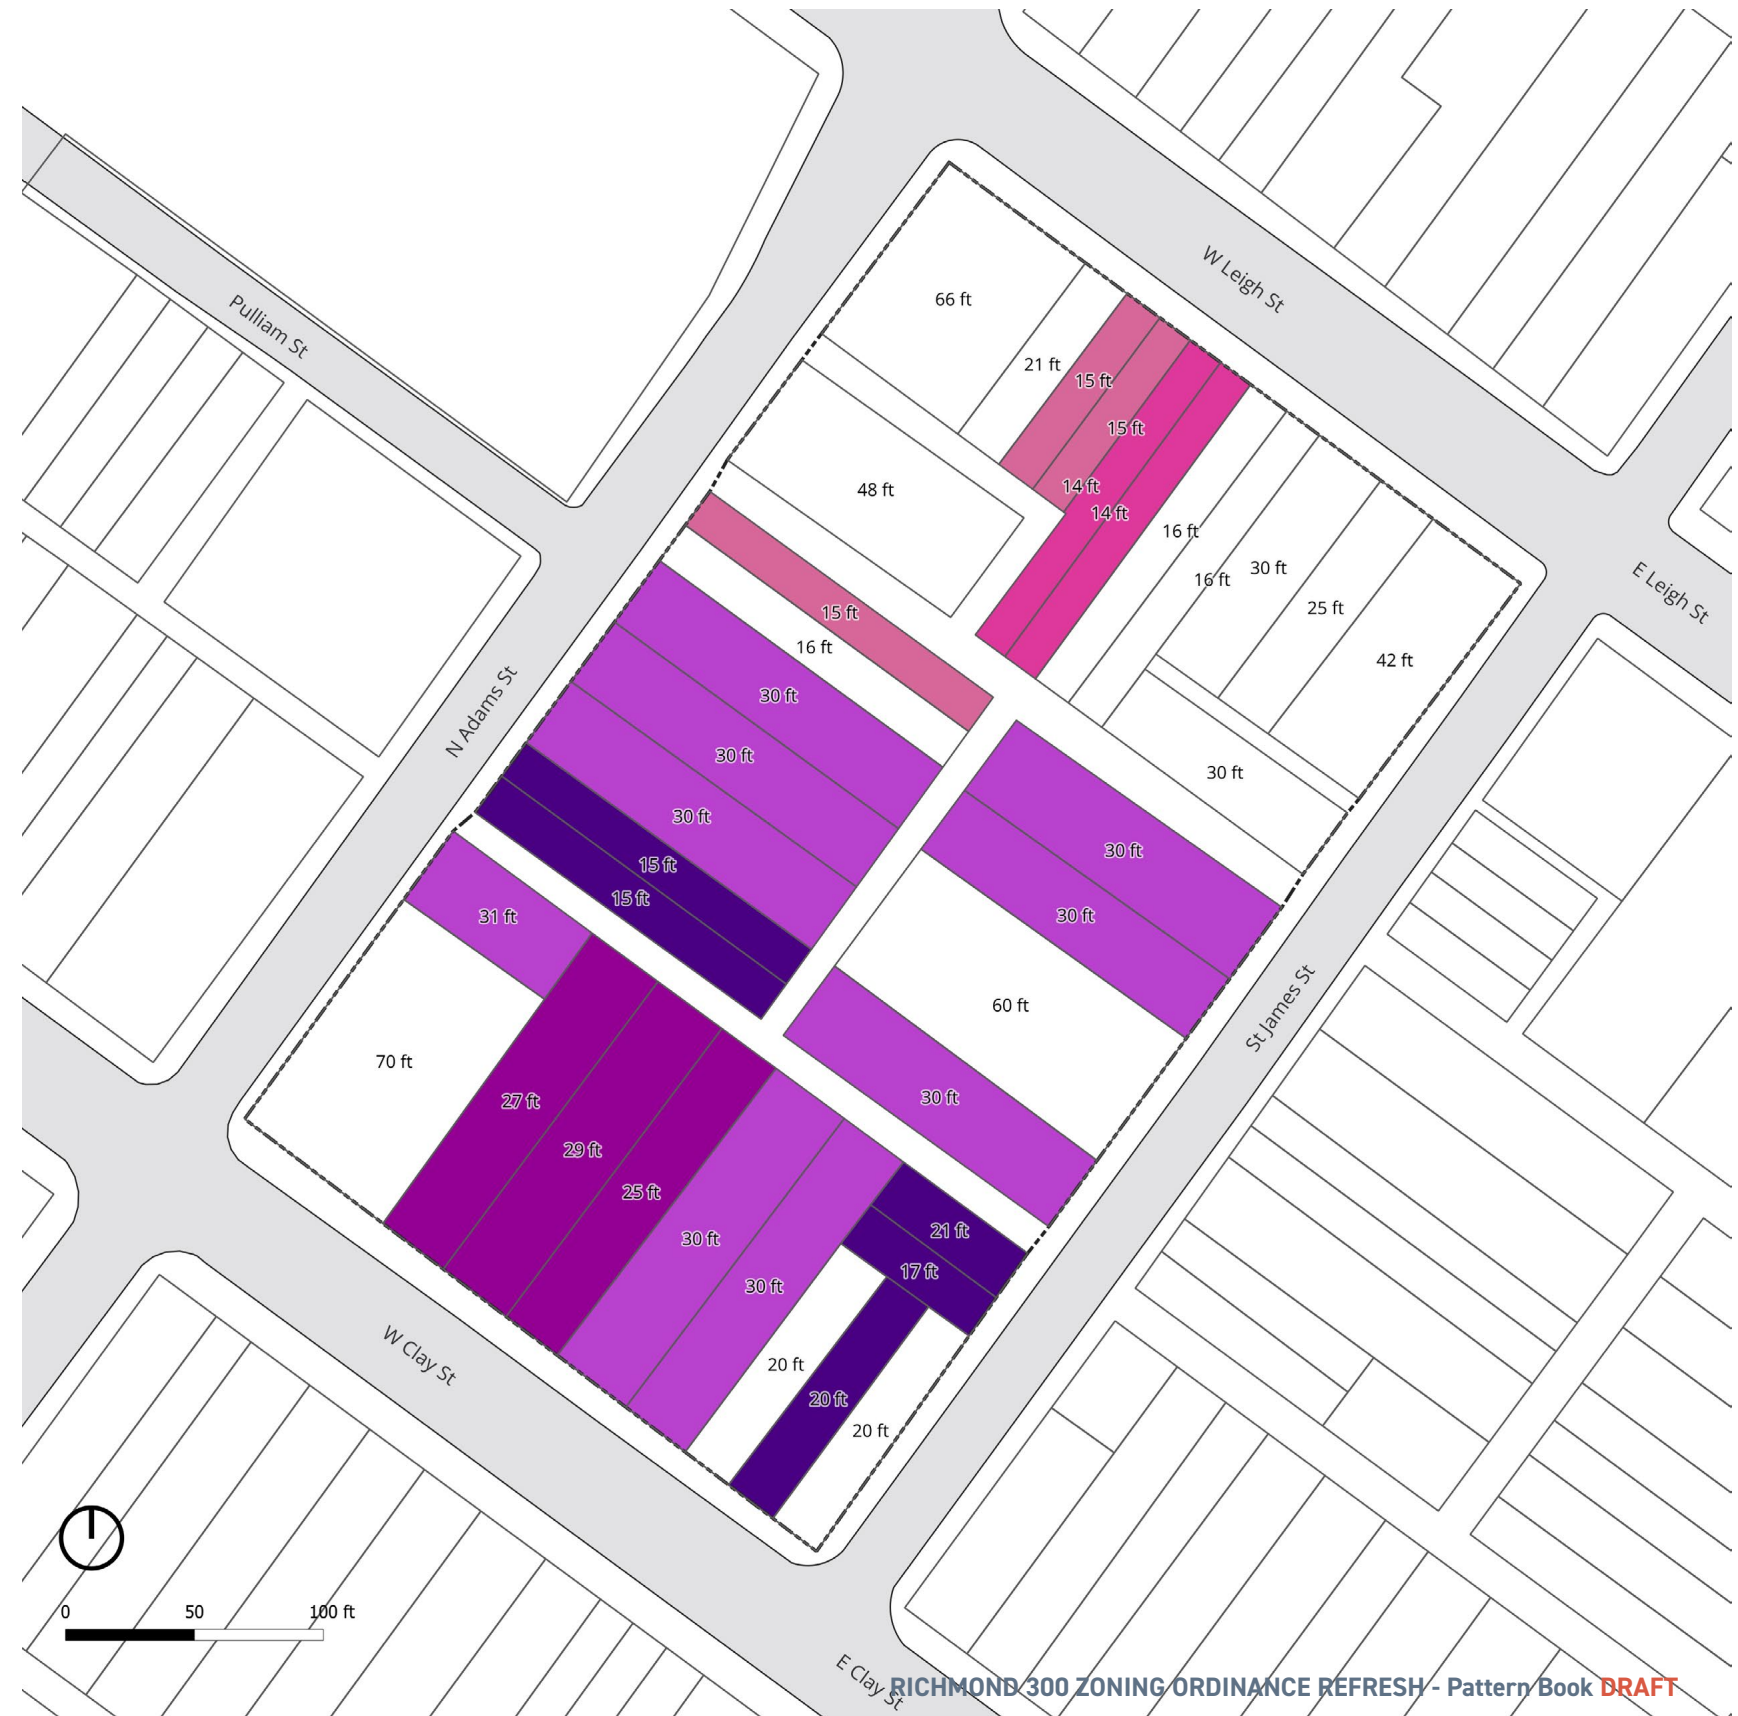 W Leigh St
66 ft
Pulliam St
21 ft
15 ft
15 ft
48 ft
14 ft
14 ft
16 ft
30 ft
16 ft
E Leigh St
25 ft
15 ft
16 ft
42 ft
30 ft
N Adams St
30 ft
30 ft
30 ft
30 ft
15 ft
15 ft
31 ft
30 ft
60 ft
St James St
70 ft
27 ft
30 ft
29 ft
25 ft
30 ft
21 ft
17 ft
30 ft
W Clay St
20 ft
20 ft
20 ft
0 50 100 ft
E Clay St
RICHMOND 300 ZONING ORDINANCE REFRESH - Pattern Book DRAFT